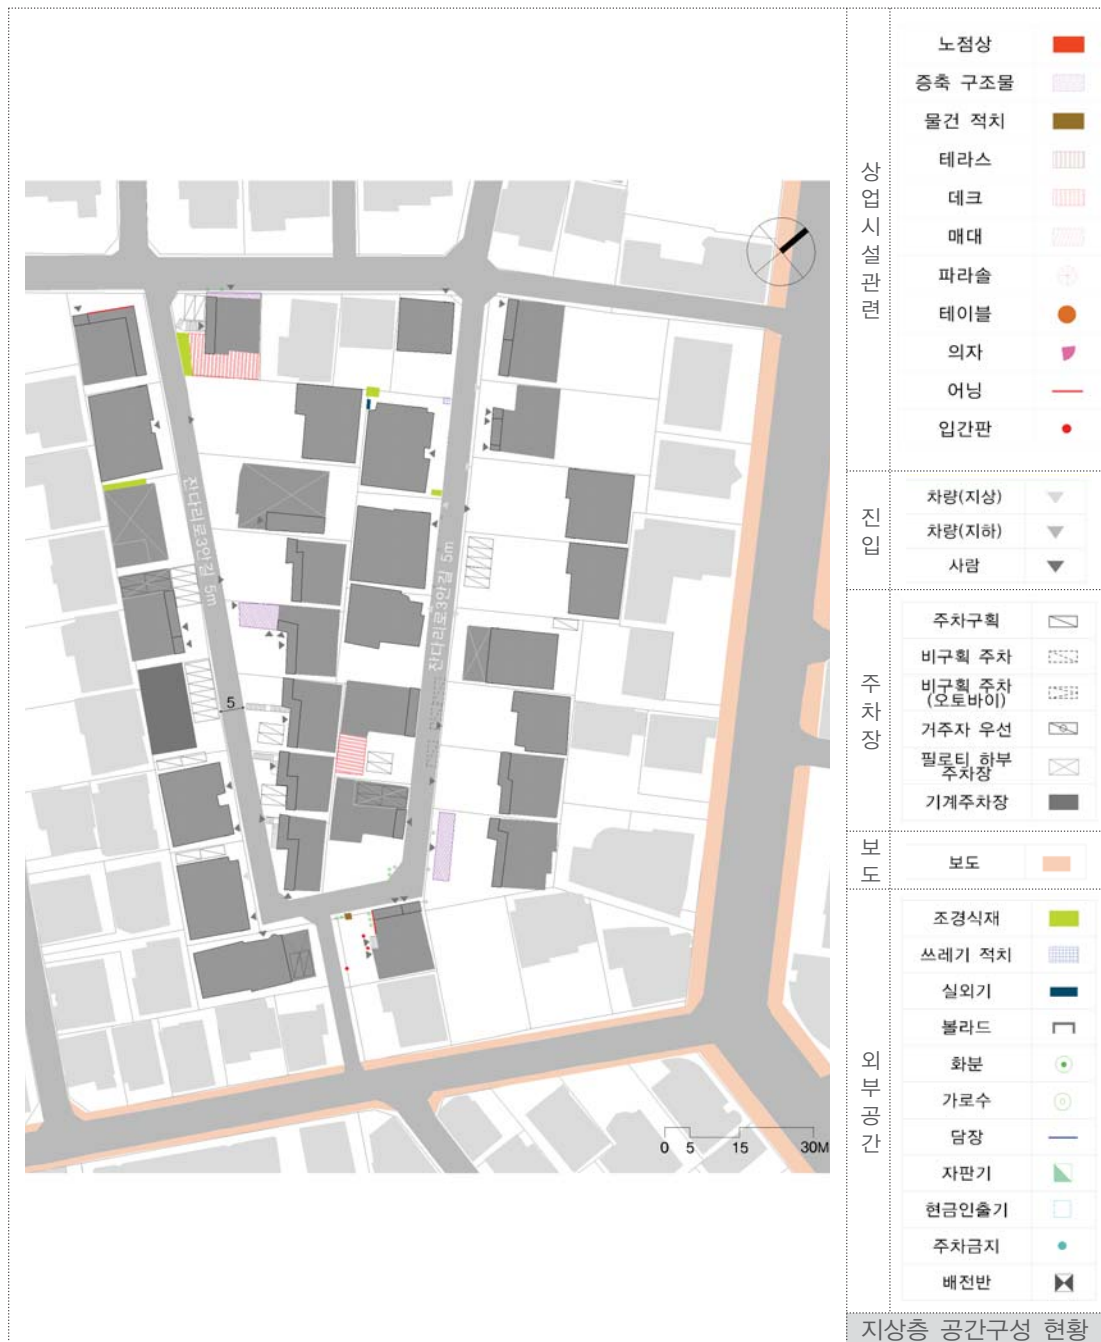 잔다리로3안길 5m
잔다리로3안길 5m
5
0 5 15 30M
상업시설관련
노점상
증축 구조물
물건 적치
테라스
데크
매대
파라솔
테이블
의자
어닝
입간판
진입
차량(지상)
차량(지하)
사람
주차장
주차구획
비구획 주차
비구획 주차
(오토바이)
거주자 우선
필로티 하부
주차장
기계주차장
보도
보도
외부공간
조경식재
쓰레기 적치
실외기
볼라드
화분
가로수
담장
자판기
현금인출기
주차금지
배전반
지상층 공간구성 현황